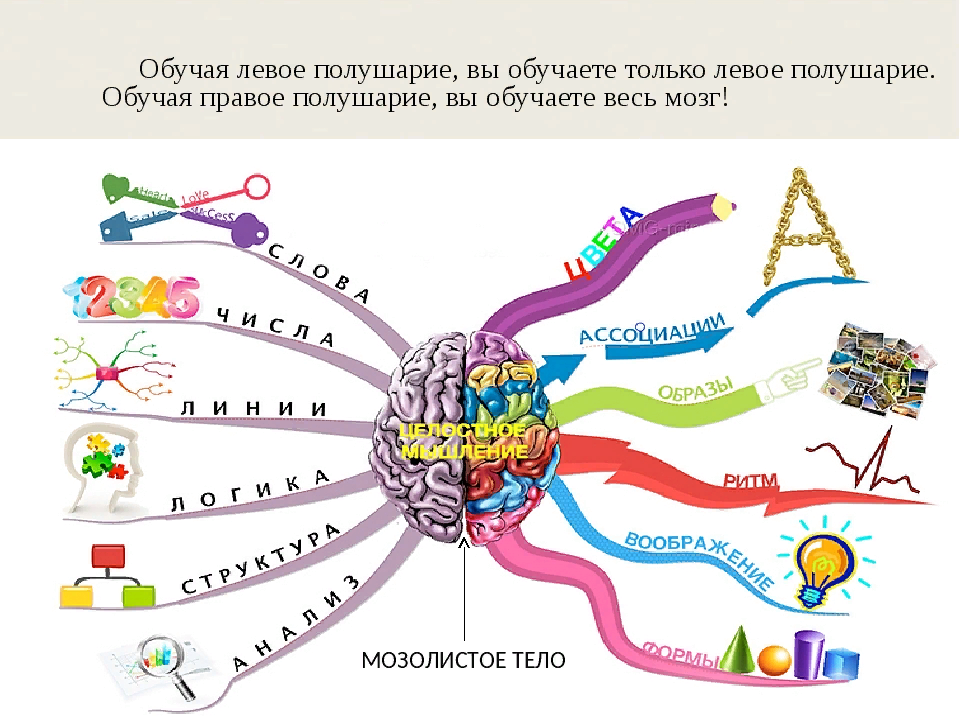 Обучая левое полушарие, вы обучаете только левое полушарие.
Обучая правое полушарие, вы обучаете весь мозг!
Heart
Love
Success
СЛОВА
12345
ЧИСЛА
ЛИНИИ
ЛОГИКА
СТРУКТУРА
АНАЛИЗ
ЦЕЛОСТНОЕ
МЫШЛЕНИЕ
ЦВЕТА
А
АССОЦИАЦИИ
ОБРАЗЫ
РИТМ
ВООБРАЖЕНИЕ
ФОРМЫ
МОЗОЛИСТОЕ ТЕЛО